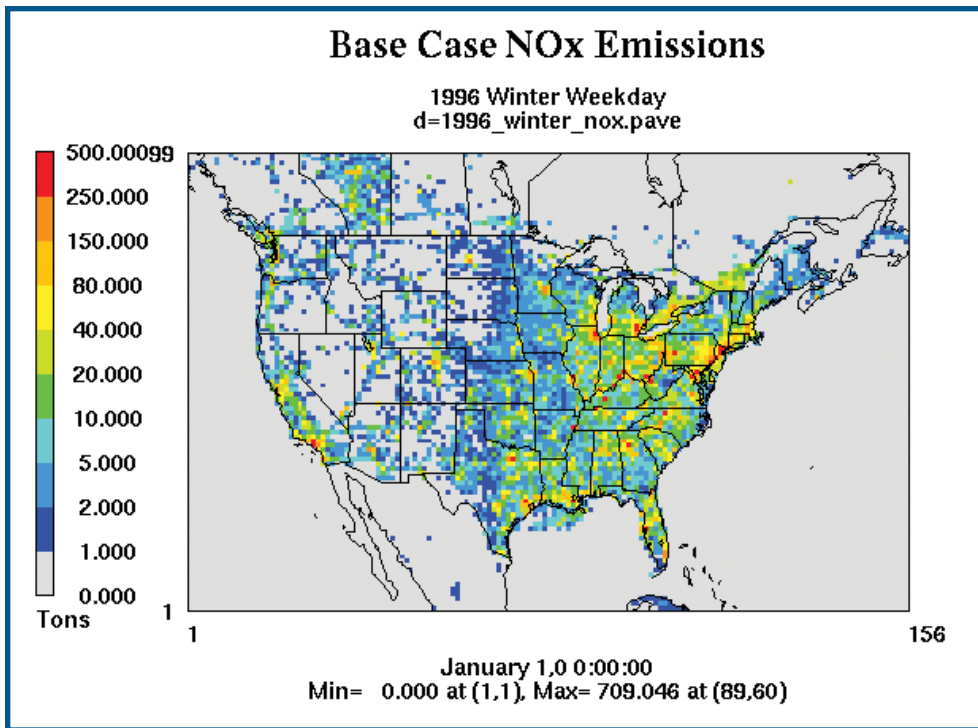 Base Case NOx Emissions
1996 Winter Weekday
d=1996_winter_nox.pave
500.000
250.000
150.000
80.000
40.000
20.000
10.000
5.000
2.000
1.000
0.000
Tons
99
1
1
156
January 1,0 0:00:00
Min= 0.000 at (1,1), Max= 709.046 at (89,60)